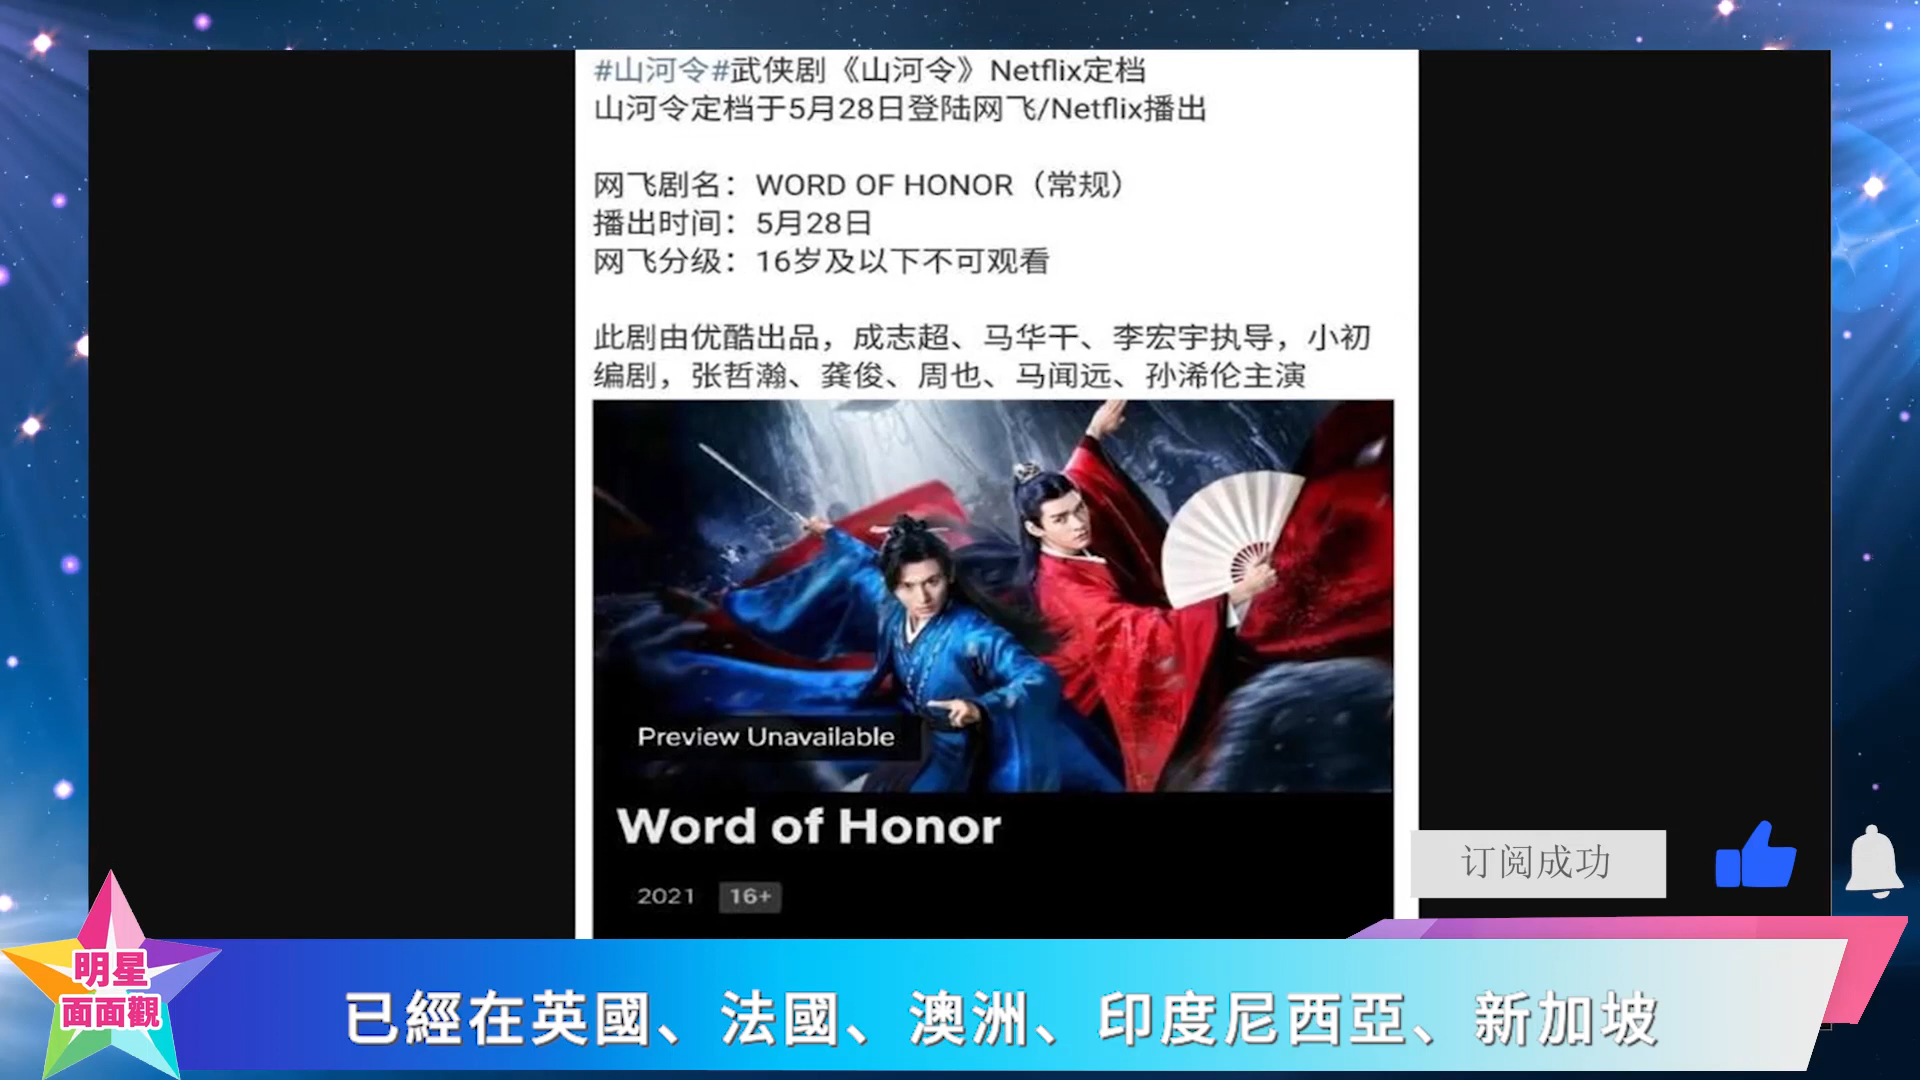 #山河令#武侠剧《山河令》Netflix定档
山河令定档于5月28日登陆网飞/Netflix播出
网飞剧名：WORD OF HONOR（常规）
播出时间：5月28日
网飞分级：16岁及以下不可观看
此剧由优酷出品，成志超、马华干、李宏宇执导，小初
编剧，张哲瀚、龚俊、周也、马闻远、孙浠伦主演
Preview Unavailable
Word of Honor
2021 16+
订阅成功
明星
面面觀
已經在英國、法國、澳洲、印度尼西亞、新加坡